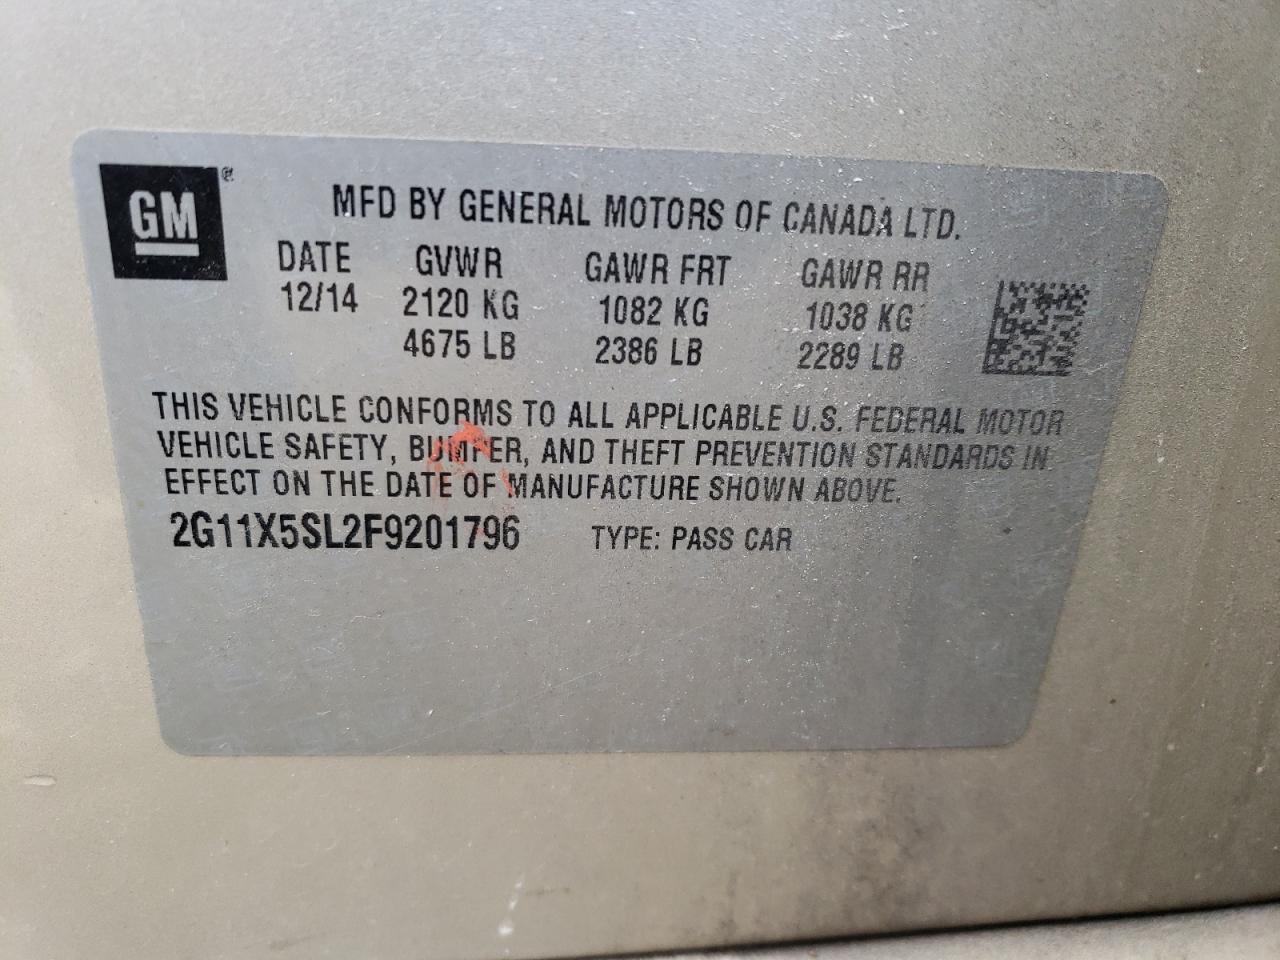 GM
MFD BY GENERAL MOTORS OF CANADA LTD.
DATE GVWR GAWR FRT GAWR RR
12/14 2120 KG 1082 KG 1038 KG
4675 LB 2386 LB 2289 LB
THIS VEHICLE CONFORMS TO ALL APPLICABLE U.S. FEDERAL MOTOR
VEHICLE SAFETY, BUMPER, AND THEFT PREVENTION STANDARDS IN
EFFECT ON THE DATE OF MANUFACTURE SHOWN ABOVE.
2G11X5SL2F9201796 TYPE: PASS CAR